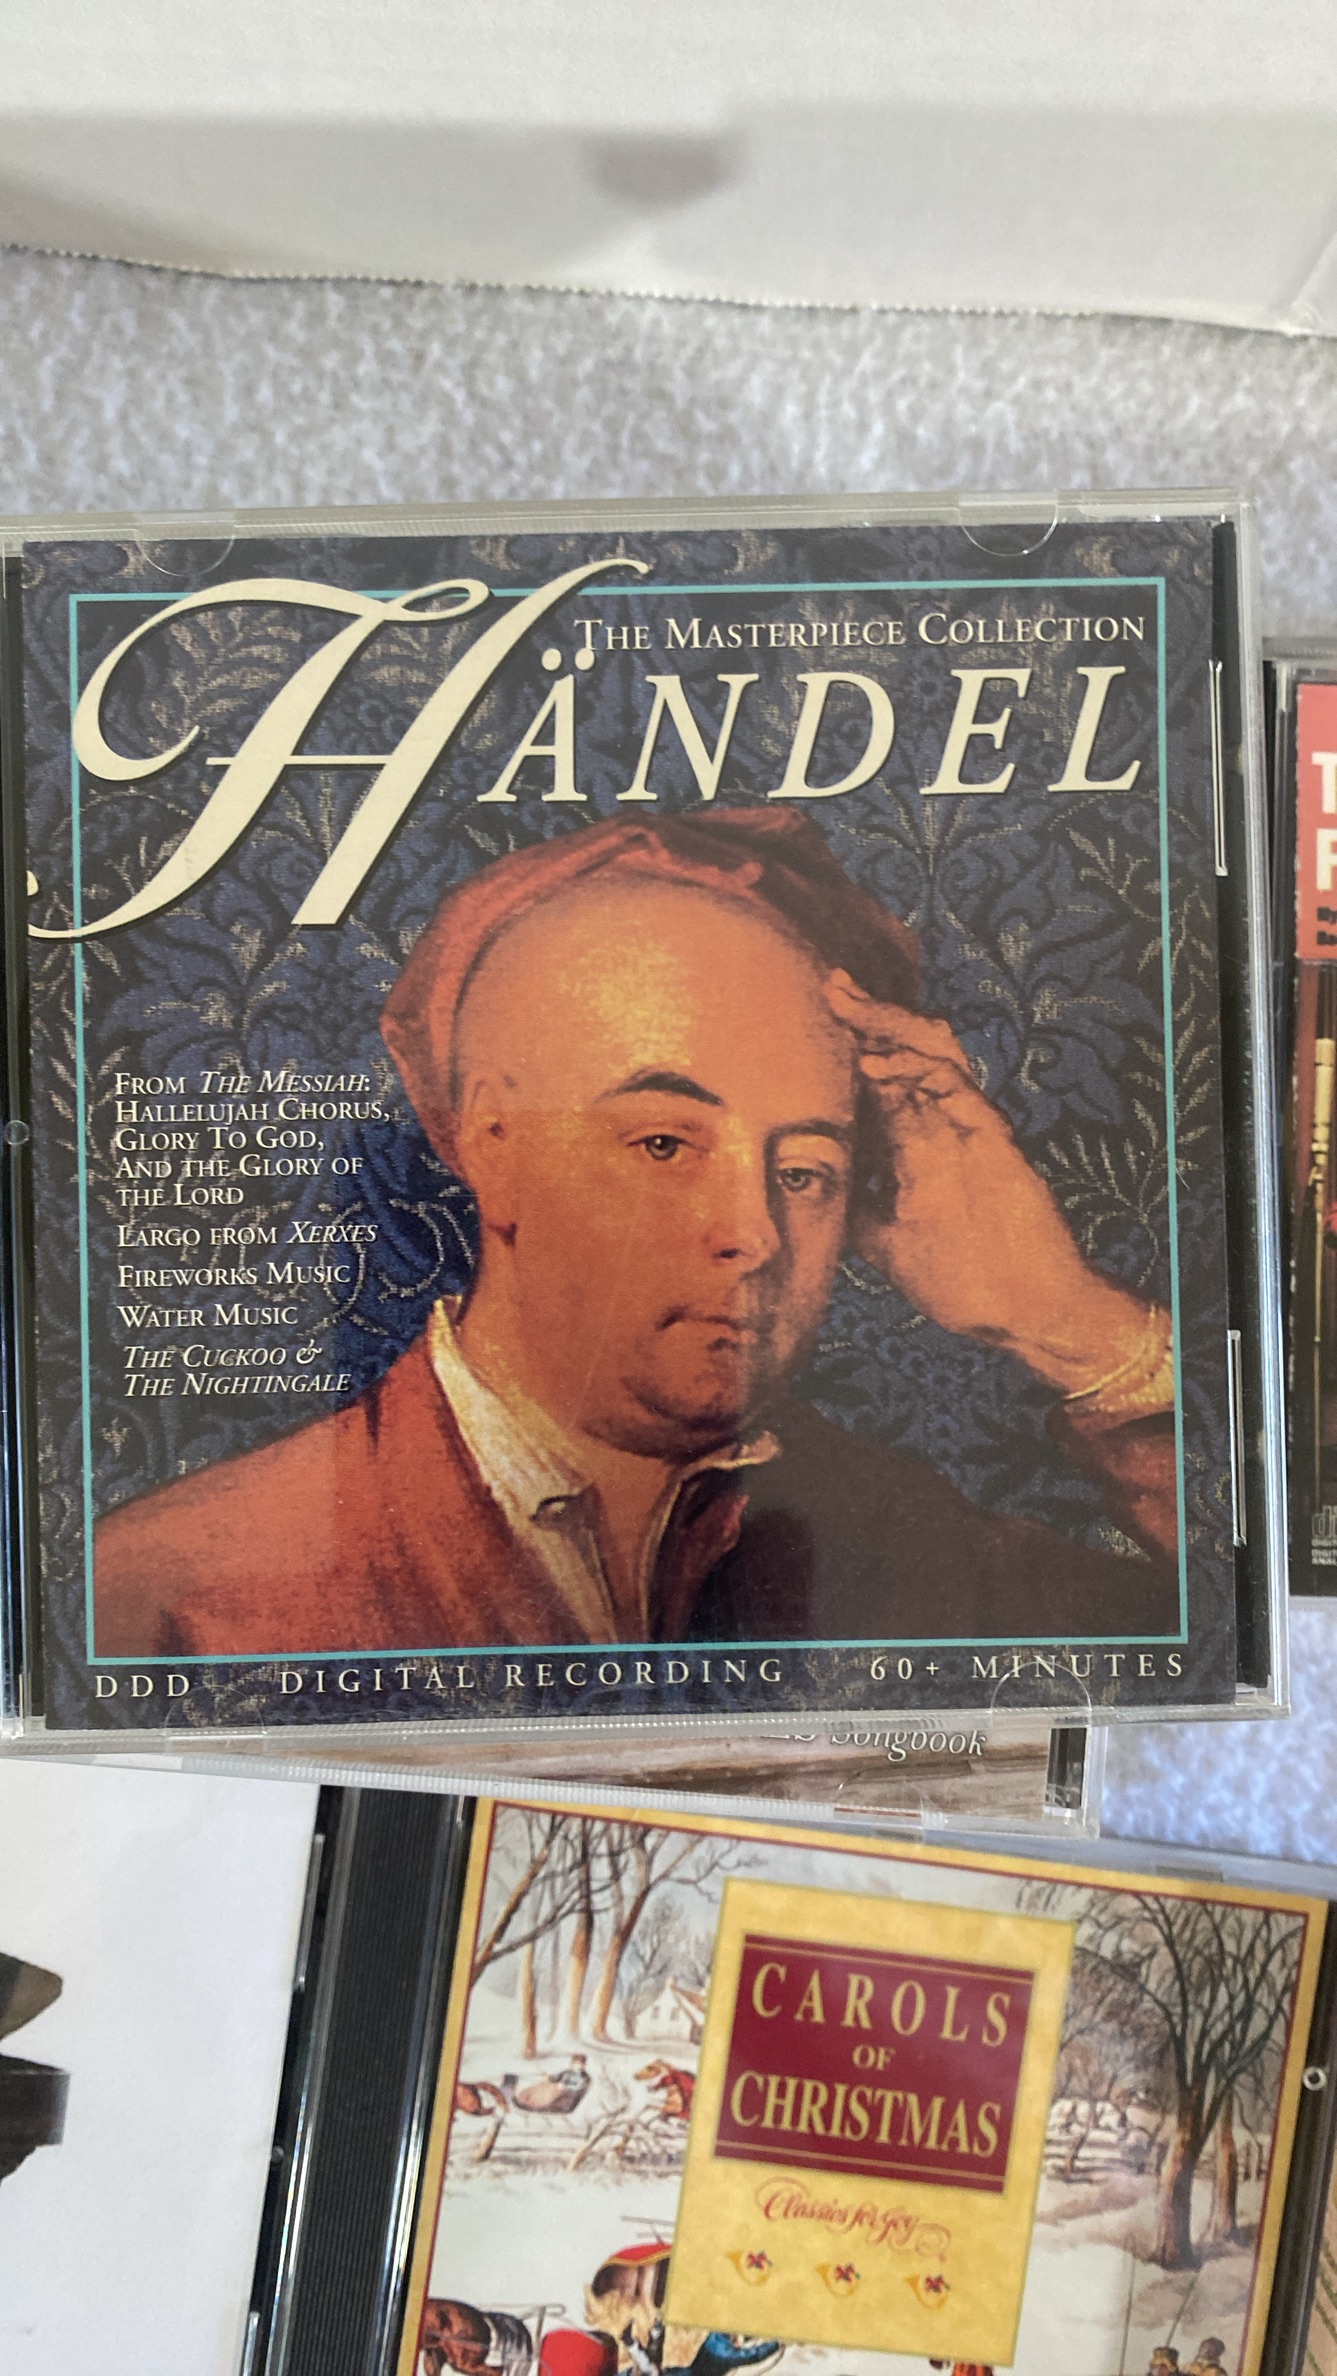 THE MASTERPIECE COLLECTION
HÄNDEL
FROM THE MESSIAH:
HALLELUJAH CHORUS,
GLORY TO GOD,
AND THE GLORY OF
THE LORD
LARGO FROM XERXES
FIREWORKS MUSIC
WATER MUSIC
THE CUCKOO &
THE NIGHTINGALE
DDD DIGITAL RECORDING 60+ MINUTES
Songbook
CAROLS
OF
CHRISTMAS
Classics for Joy